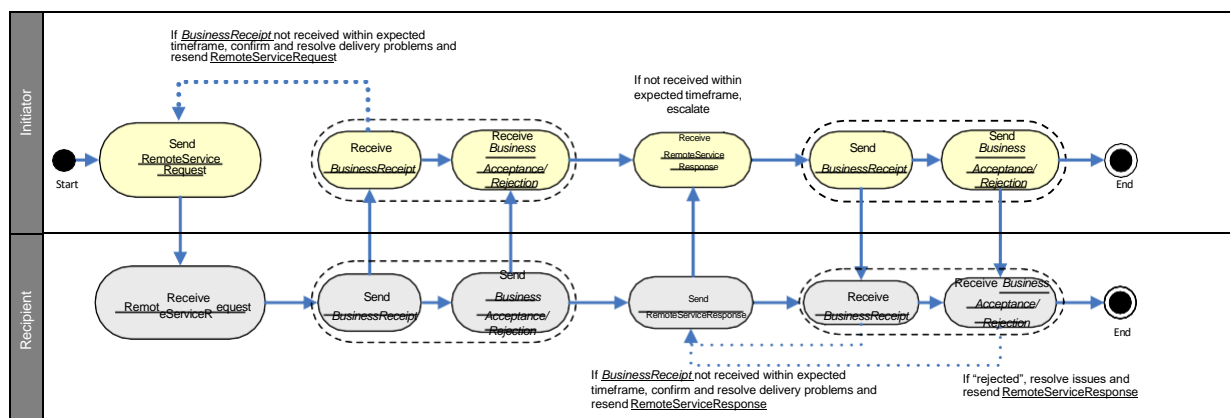 If BusinessReceipt not received within expected
timeframe, confirm and resolve delivery problems and
resend RemoteServiceRequest
If not received within
expected timeframe,
escalate
Initiator
Start
Send
RemoteService
Request
Receive
BusinessReceipt
Receive
Business
Acceptance/
Rejection
Receive
RemoteService
Response
Send
BusinessReceipt
Send
Business
Acceptance/
Rejection
End
Recipient
Receive
Remot equest
eServiceR
Send
BusinessReceipt
Send
Business
Acceptance/
Rejection
Send
RemoteServiceResponse
Receive
BusinessReceipt
Receive Business
Acceptance/
Rejection
End
If BusinessReceipt not received within expected
timeframe, confirm and resolve delivery problems and
resend RemoteServiceResponse
If “rejected”, resolve issues and
resend RemoteServiceResponse